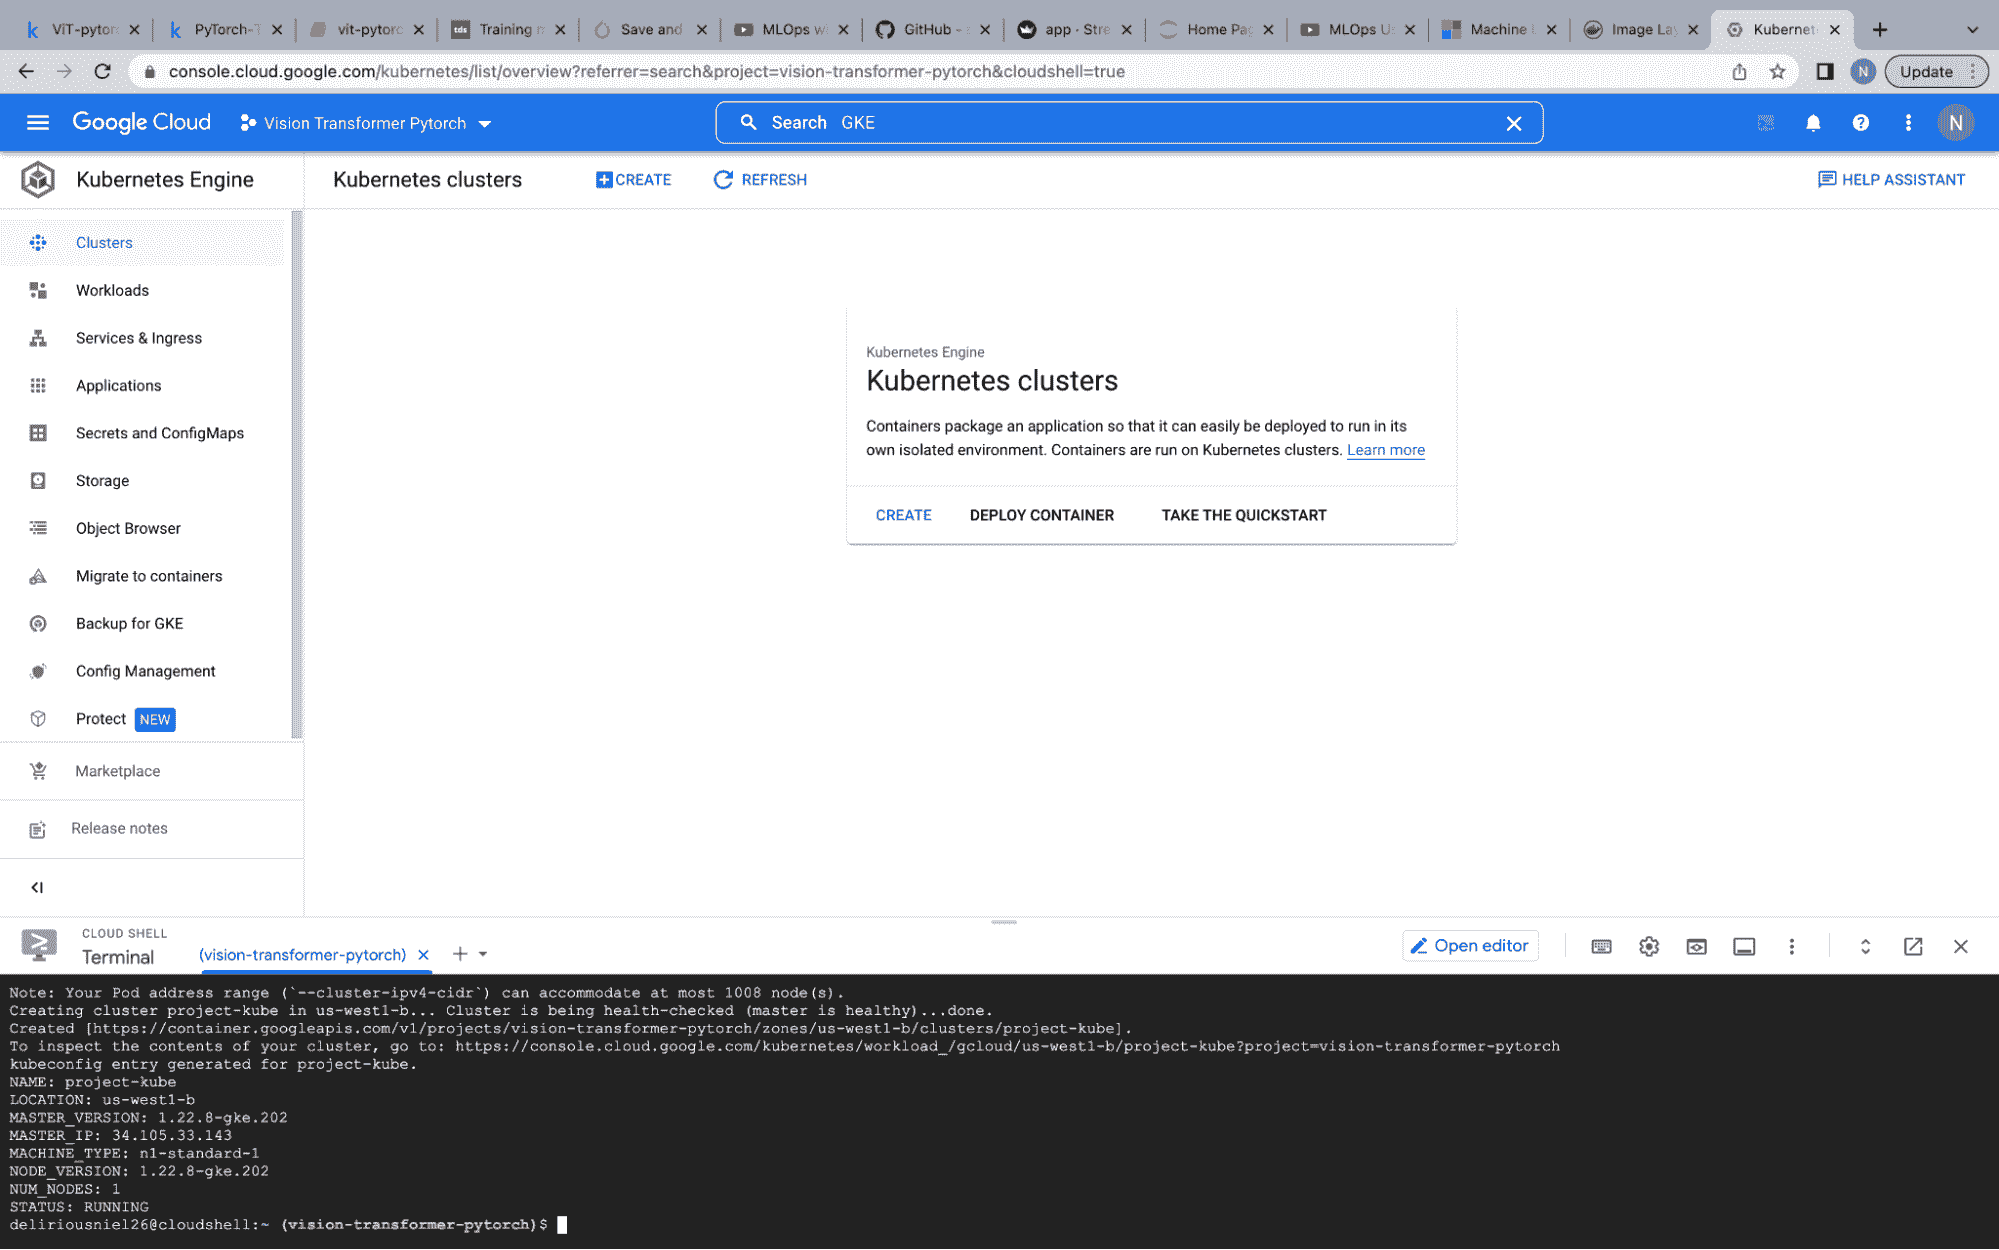 ViT-pytor
PyTorch-T
vit-pytorc
tds Training m
Save and
MLOps w
GitHub -
app · Stre
Home Pag
MLOps Us
Machine L
Image Lay
Kubernet
console.cloud.google.com/kubernetes/list/overview?referrer=search&project=vision-transformer-pytorch&cloudshell=true
N
Update
Google Cloud
Vision Transformer Pytorch
Search GKE
N
Kubernetes Engine
Kubernetes clusters
CREATE
REFRESH
HELP ASSISTANT
Clusters
Workloads
Services & Ingress
Applications
Secrets and ConfigMaps
Storage
Object Browser
Migrate to containers
Backup for GKE
Config Management
Protect NEW
Marketplace
Release notes
Kubernetes Engine
Kubernetes clusters
Containers package an application so that it can easily be deployed to run in its
own isolated environment. Containers are run on Kubernetes clusters. Learn more
CREATE DEPLOY CONTAINER TAKE THE QUICKSTART
CLOUD SHELL
Terminal
(vision-transformer-pytorch)
Open editor
Note: Your Pod address range (`--cluster-ipv4-cidr`) can accommodate at most 1008 node(s).
Creating cluster project-kube in us-west1-b... Cluster is being health-checked (master is healthy)...done.
Created [https://container.googleapis.com/v1/projects/vision-transformer-pytorch/zones/us-west1-b/clusters/project-kube].
To inspect the contents of your cluster, go to: https://console.cloud.google.com/kubernetes/workload_/gcloud/us-west1-b/project-kube?project=vision-transformer-pytorch
kubeconfig entry generated for project-kube.
NAME: project-kube
LOCATION: us-west1-b
MASTER_VERSION: 1.22.8-gke.202
MASTER_IP: 34.105.33.143
MACHINE_TYPE: n1-standard-1
NODE_VERSION: 1.22.8-gke.202
NUM_NODES: 1
STATUS: RUNNING
deliriousniel26@cloudshell:~ (vision-transformer-pytorch)$